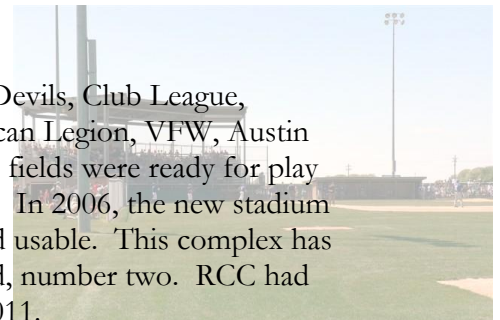 Devils, Club League,
can Legion, VFW, Austin
fields were ready for play
In 2006, the new stadium
d usable.  This complex has
d, number two.  RCC had
011.